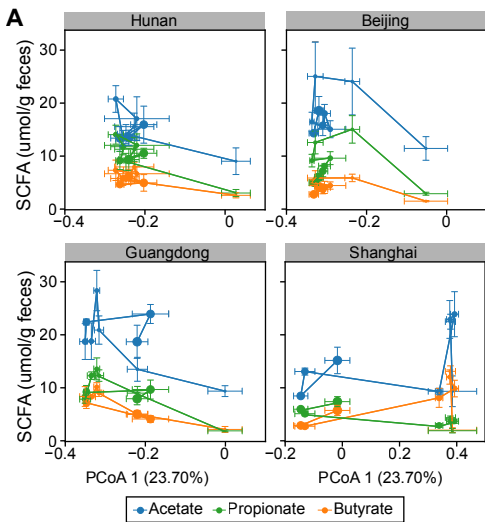 A
Hunan
Beijing
SCFA (umol/g feces)
30
20
10
0
−0.4
−0.2
0
−0.4
−0.2
0
Guangdong
Shanghai
SCFA (umol/g feces)
30
20
10
0
−0.4
−0.2
0
−0.2
0
0.2
0.4
PCoA 1 (23.70%)
PCoA 1 (23.70%)
Acetate
Propionate
Butyrate